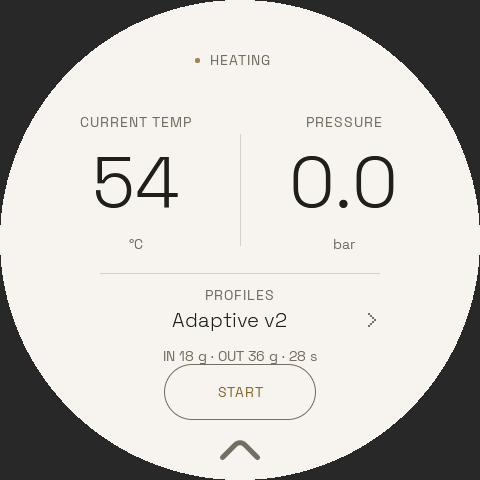 HEATING
CURRENT TEMP
PRESSURE
54
0.0
°C
bar
PROFILES
Adaptive v2
IN 18 g · OUT 36 g · 28 s
START